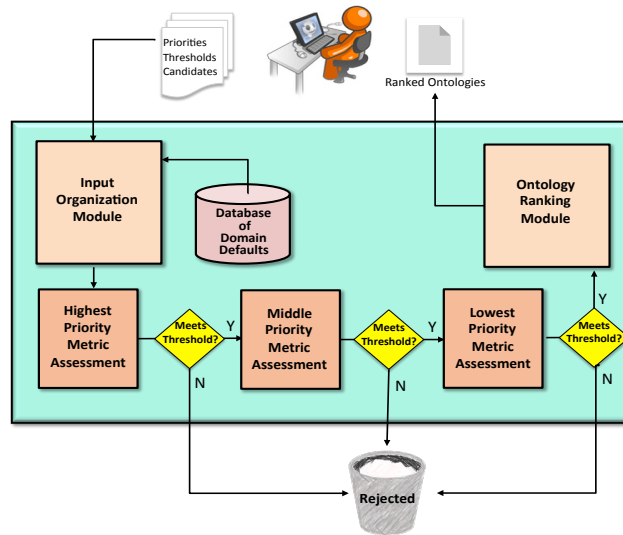 Priorities
Thresholds
Candidates
Ranked Ontologies
Input
Organization
Module
Database
of
Domain
Defaults
Ontology
Ranking
Module
Highest
Priority
Metric
Assessment
Meets
Threshold?
Y
N
Middle
Priority
Metric
Assessment
Meets
Threshold?
Y
N
Lowest
Priority
Metric
Assessment
Meets
Threshold?
Y
N
Rejected